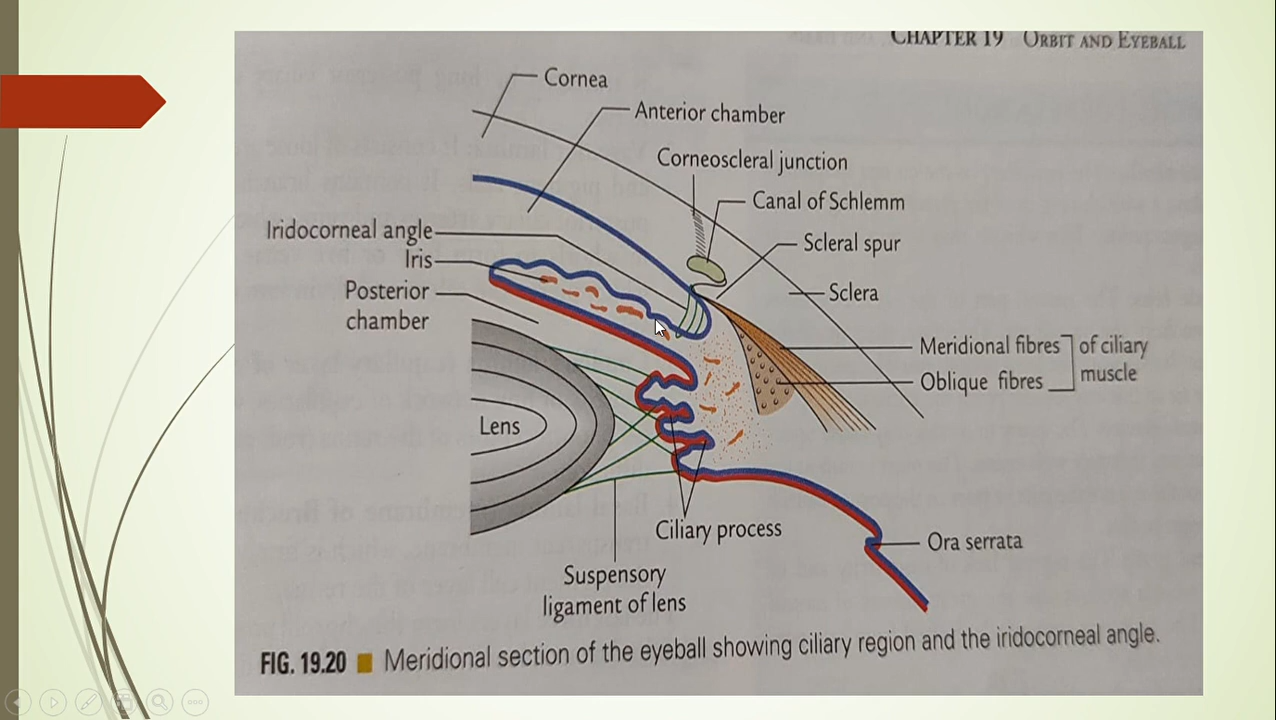 CHAPTER 19 ORBIT AND EYEBALL
Cornea
Anterior chamber
Corneoscleral junction
Canal of Schlemm
Iridocorneal angle
Scleral spur
Iris
Posterior
chamber
Sclera
Meridional fibres
Oblique fibres
of ciliary
muscle
Lens
Ciliary process
Ora serrata
Suspensory
ligament of lens
FIG. 19.20 Meridional section of the eyeball showing ciliary region and the iridocorneal angle.